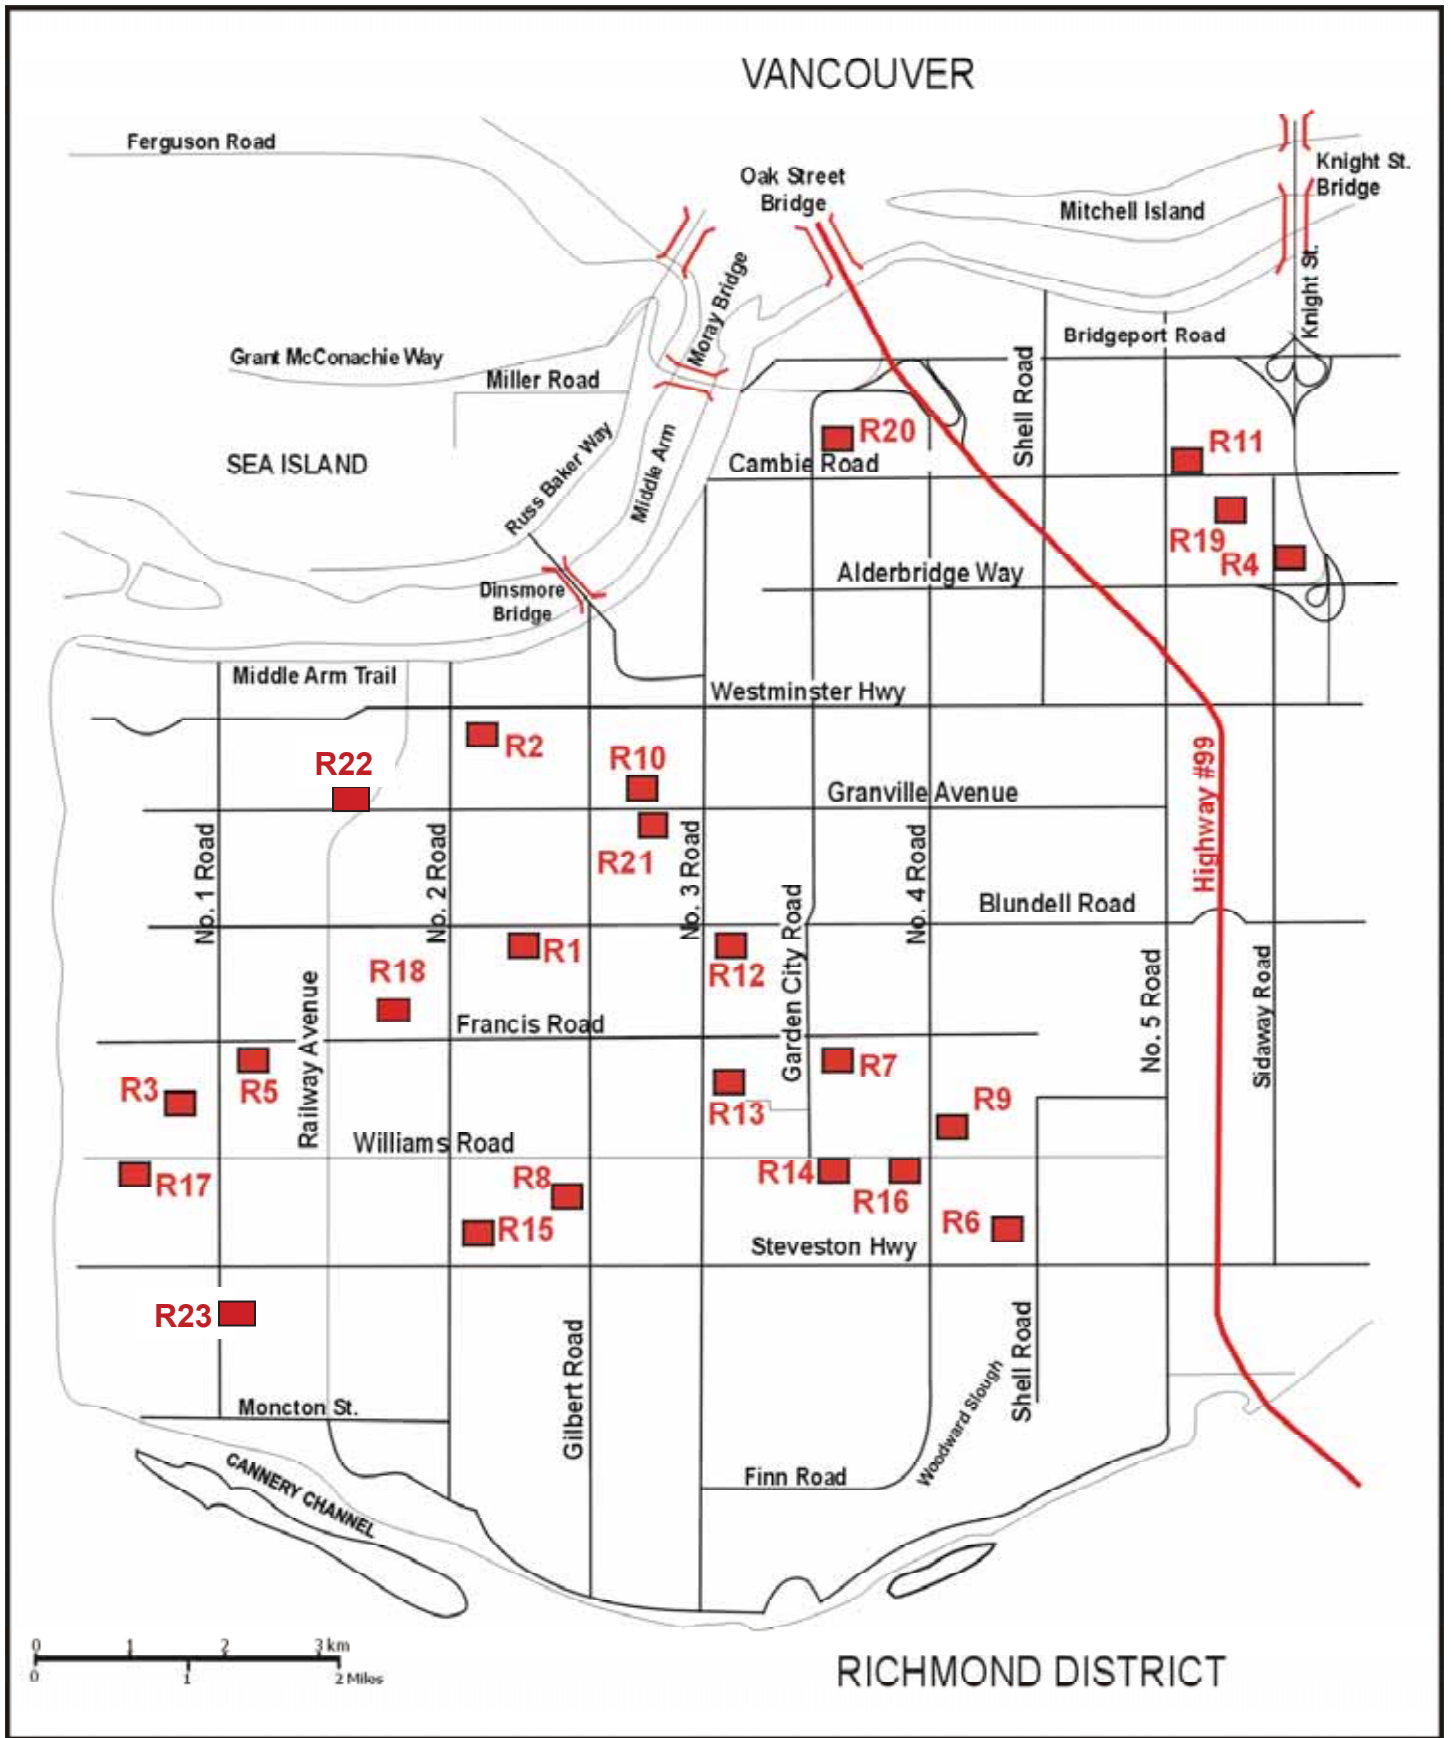 VANCOUVER
Ferguson Road
Oak Street
Bridge
Knight St.
Bridge
Mitchell Island
Knight St.
Moray Bridge
Bridgeport Road
Grant McConachie Way
Miller Road
Shell Road
R20
R11
SEA ISLAND
Cambie Road
Russ Baker Way
Middle Arm
R19
R4
Alderbridge Way
Dinsmore
Bridge
Middle Arm Trail
Westminster Hwy
R2
R22
R10
Highway #99
Granville Avenue
R21
No. 1 Road
No. 2 Road
No. 3 Road
Garden City Road
No. 4 Road
Blundell Road
R1
R12
R18
No. 5 Road
Sidaway Road
Francis Road
Railway Avenue
R3
R5
R7
R13
R9
Williams Road
R17
R8
R14
R16
R15
R6
Steveston Hwy
R23
Gilbert Road
Shell Road
Woodward Slough
Moncton St.
CANNERY CHANNEL
Finn Road
0 1 2 3 km
0 1 2 Miles
RICHMOND DISTRICT